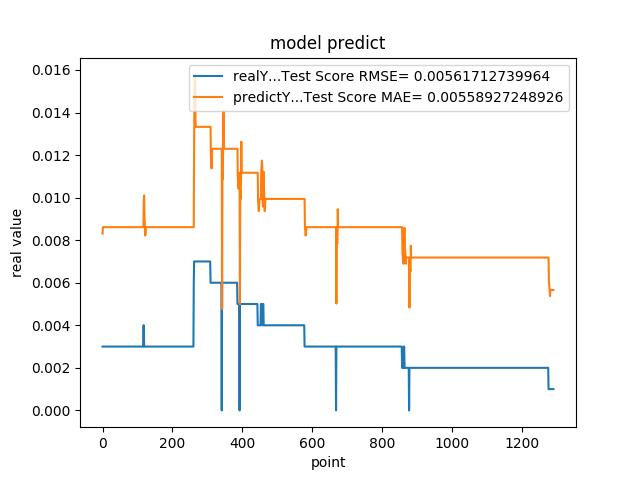 model predict
realY...Test Score RMSE= 0.00561712739964
predictY...Test Score MAE= 0.00558927248926
0.016
0.014
0.012
0.010
0.008
0.006
0.004
0.002
0.000
real value
0 200 400 600 800 1000 1200
point